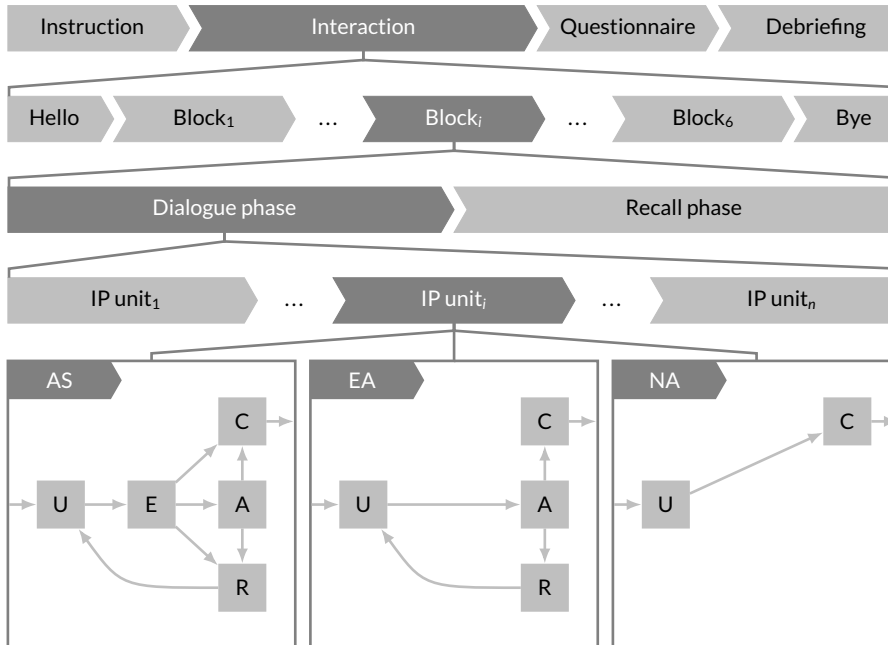 Instruction Interaction Questionnaire Debriefing
Hello Block₁ ... Blockᵢ ... Block₆ Bye
Dialogue phase Recall phase
IP unit₁ ... IP unitᵢ ... IP unitₙ
AS EA NA
C C C
U E A U A U
R R